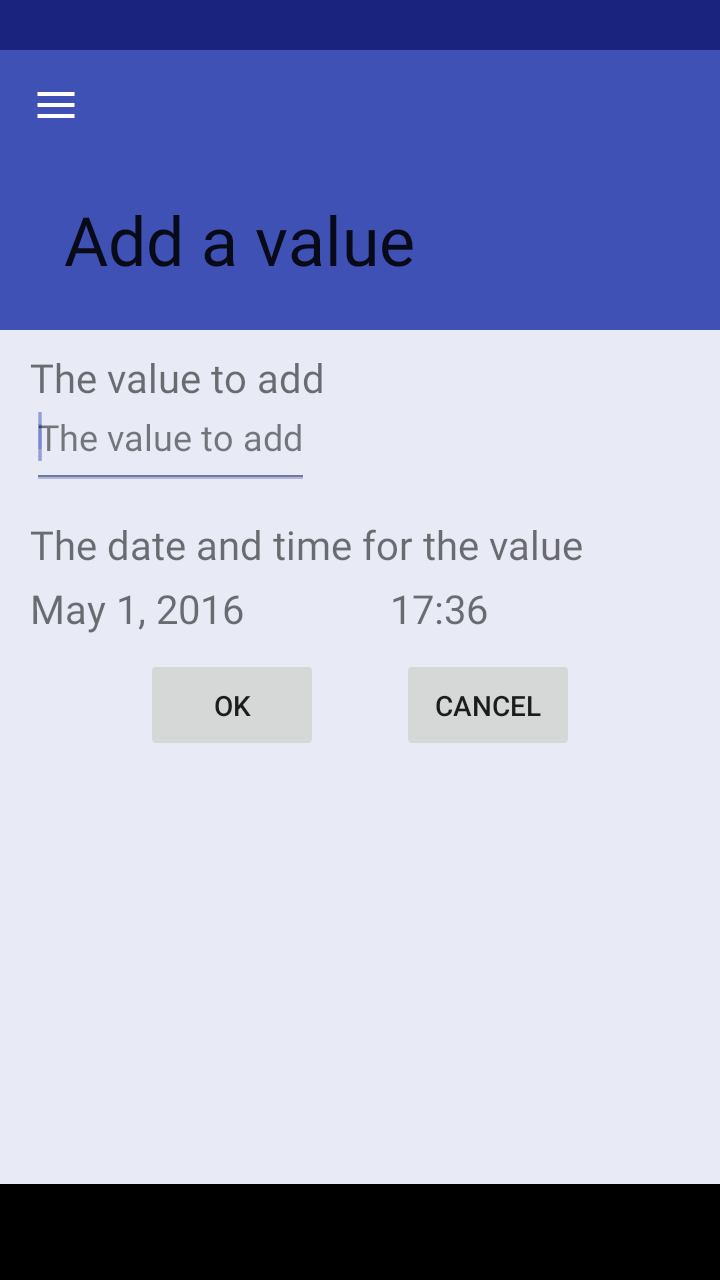 Add a value
The value to add
The value to add
The date and time for the value
May 1, 2016 17:36
OK CANCEL